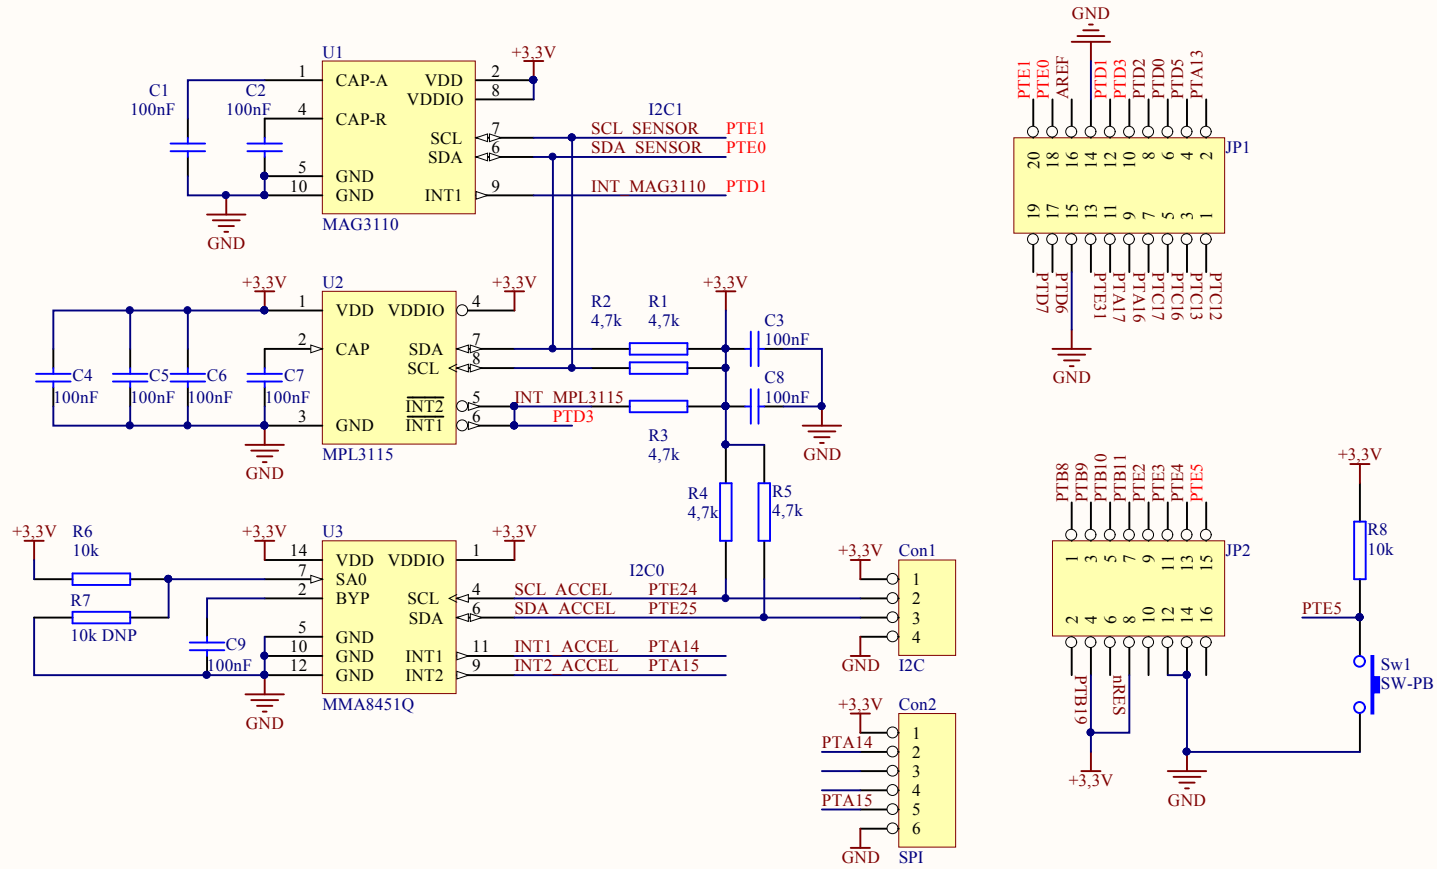 U1
+3,3V
1
CAP-A
VDD
2
VDDIO
8
C1
100nF
C2
100nF
4
CAP-R
SCL
7
SDA
6
I2C1
SCL_SENSOR
PTE1
SDA_SENSOR
PTE0
5
GND
10
GND
INT1
9
INT_MAG3110
PTD1
MAG3110
GND
+3,3V
U2
+3,3V
1
VDD
VDDIO
4
2
CAP
SDA
7
SCL
8
INT2
5
INT1
6
3
GND
MPL3115
GND
C4
100nF
C5
100nF
C6
100nF
C7
100nF
R2
4,7k
R1
4,7k
+3,3V
C3
100nF
C8
100nF
GND
INT_MPL3115
PTD3
R3
4,7k
R4
4,7k
R5
4,7k
+3,3V
R6
10k
R7
10k DNP
+3,3V
U3
+3,3V
14
VDD
VDDIO
1
7
SA0
2
BYP
SCL
4
SDA
6
5
GND
10
GND
12
GND
INT1
11
INT2
9
MMA8451Q
GND
C9
100nF
I2C0
SCL_ACCEL
PTE24
SDA_ACCEL
PTE25
INT1_ACCEL
PTA14
INT2_ACCEL
PTA15
+3,3V
Con1
1
2
3
4
GND
I2C
+3,3V
Con2
PTA14
1
2
3
4
PTA15
5
6
GND
SPI
GND
PTE1
PTE0
AREF
PTD1
PTD3
PTD2
PTD0
PTD5
PTA13
JP1
20 18 16 14 12 10 8 6 4 2
19 17 15 13 11 9 7 5 3 1
PTD7
PTD6
PTE31
PTA17
PTA16
PTC17
PTC16
PTC13
PTC12
GND
PTB8
PTB9
PTB10
PTB11
PTE2
PTE3
PTE4
PTE5
JP2
1 3 5 7 9 11 13 15
2 4 6 8 10 12 14 16
PTB19
nRES
+3,3V
GND
+3,3V
R8
10k
PTE5
Sw1
SW-PB